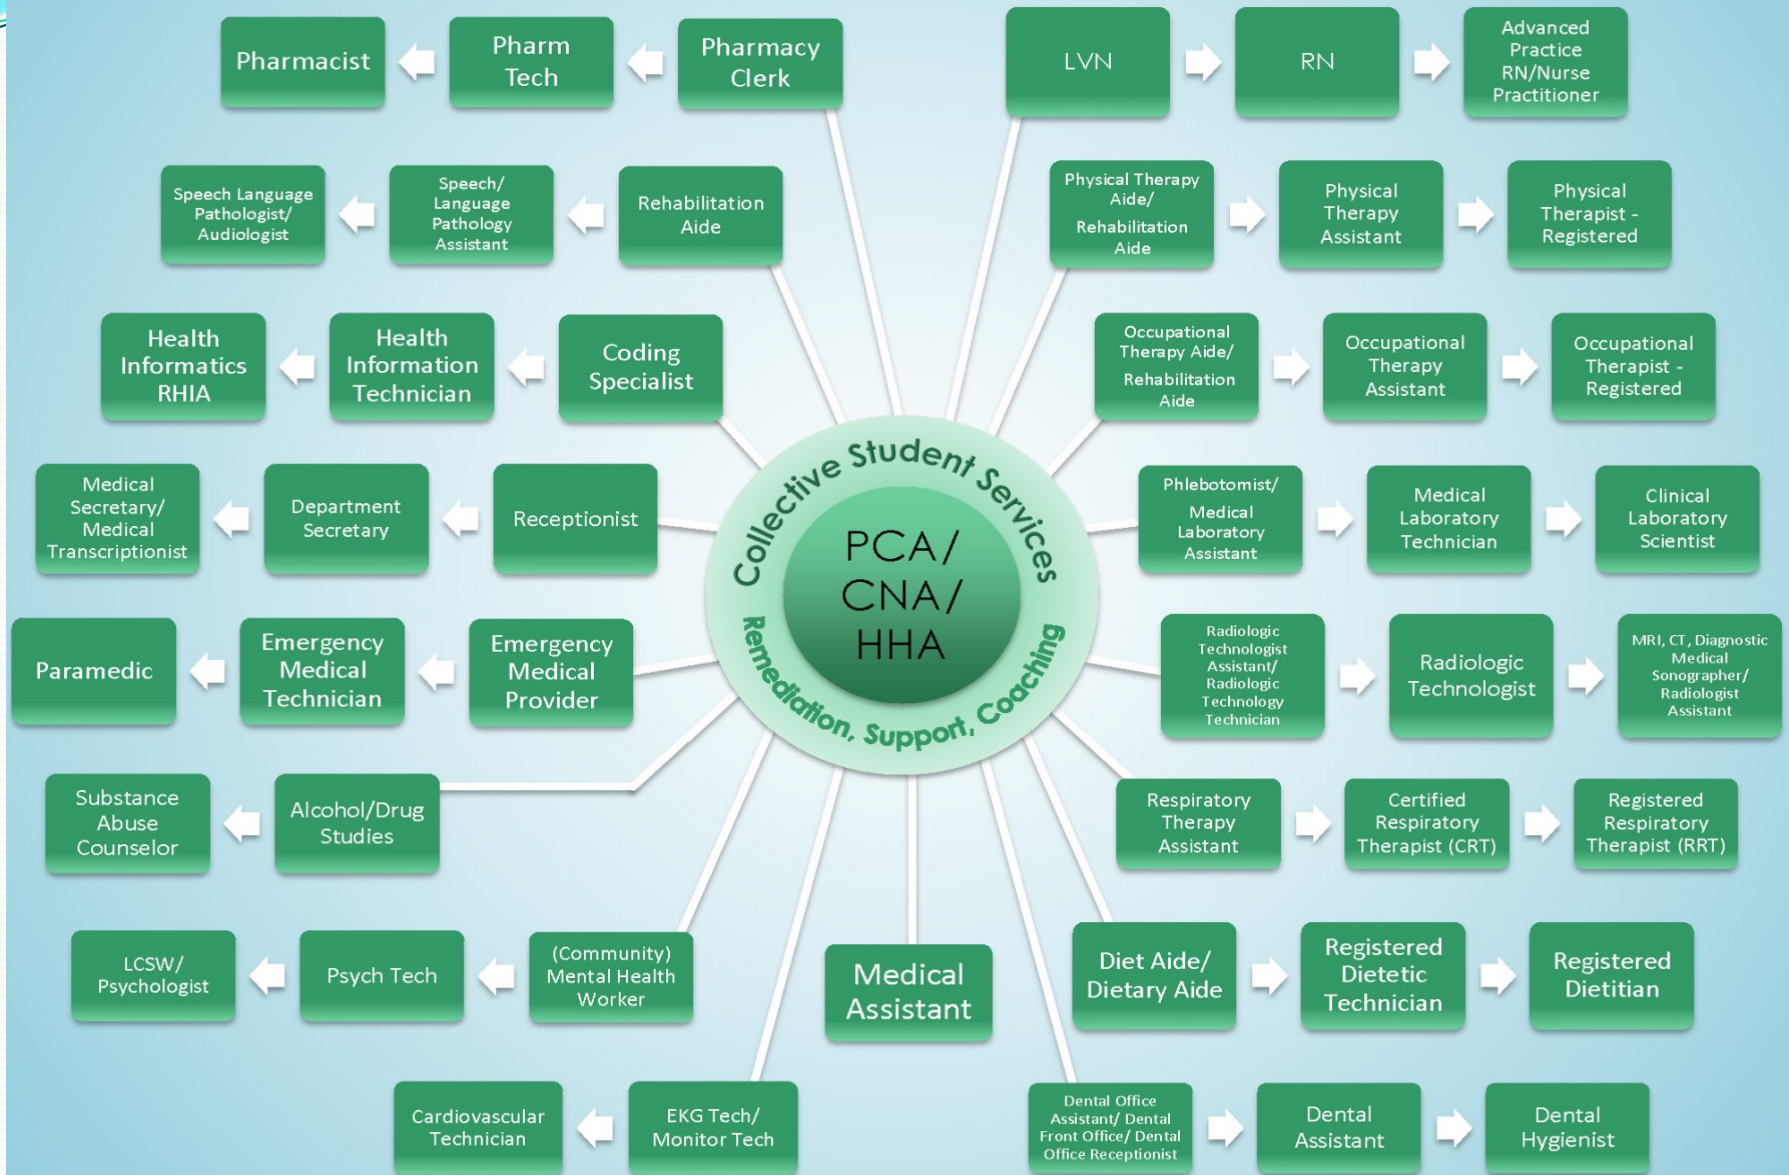 Pharmacist
Pharm
Tech
Pharmacy
Clerk
LVN
RN
Advanced
Practice
RN/Nurse
Practitioner
Speech Language
Pathologist/
Audiologist
Speech/
Language
Pathology
Assistant
Rehabilitation
Aide
Physical Therapy
Aide/
Rehabilitation
Aide
Physical
Therapy
Assistant
Physical
Therapist -
Registered
Health
Informatics
RHIA
Health
Information
Technician
Coding
Specialist
Occupational
Therapy Aide/
Rehabilitation
Aide
Occupational
Therapy
Assistant
Occupational
Therapist -
Registered
Medical
Secretary/
Medical
Transcriptionist
Department
Secretary
Receptionist
Collective Student Services
PCA/
CNA/
HHA
Remediation, Support, Coaching
Phlebotomist/
Medical
Laboratory
Assistant
Medical
Laboratory
Technician
Clinical
Laboratory
Scientist
Paramedic
Emergency
Medical
Technician
Emergency
Medical
Provider
Radiologic
Technologist
Assistant/
Radiologic
Technology
Technician
Radiologic
Technologist
MRI, CT, Diagnostic
Medical
Sonographer/
Radiologist
Assistant
Substance
Abuse
Counselor
Alcohol/Drug
Studies
Respiratory
Therapy
Assistant
Certified
Respiratory
Therapist (CRT)
Registered
Respiratory
Therapist (RRT)
LCSW/
Psychologist
Psych Tech
(Community)
Mental Health
Worker
Medical
Assistant
Diet Aide/
Dietary Aide
Registered
Dietetic
Technician
Registered
Dietitian
Cardiovascular
Technician
EKG Tech/
Monitor Tech
Dental Office
Assistant/ Dental
Front Office/ Dental
Office Receptionist
Dental
Assistant
Dental
Hygienist